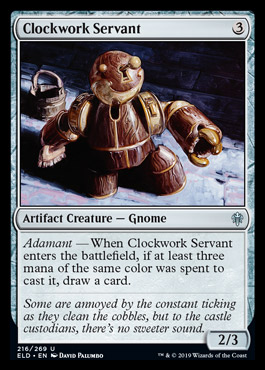 Clockwork Servant 3
Artifact Creature — Gnome
Adamant — When Clockwork Servant
enters the battlefield, if at least three
mana of the same color was spent to
cast it, draw a card.
Some are annoyed by the constant ticking
as they clean the cobbles, but to the castle
custodians, there's no sweeter sound.
2/3
216/269 U
ELD • EN DAVID PALUMBO
™ & © 2019 Wizards of the Coast